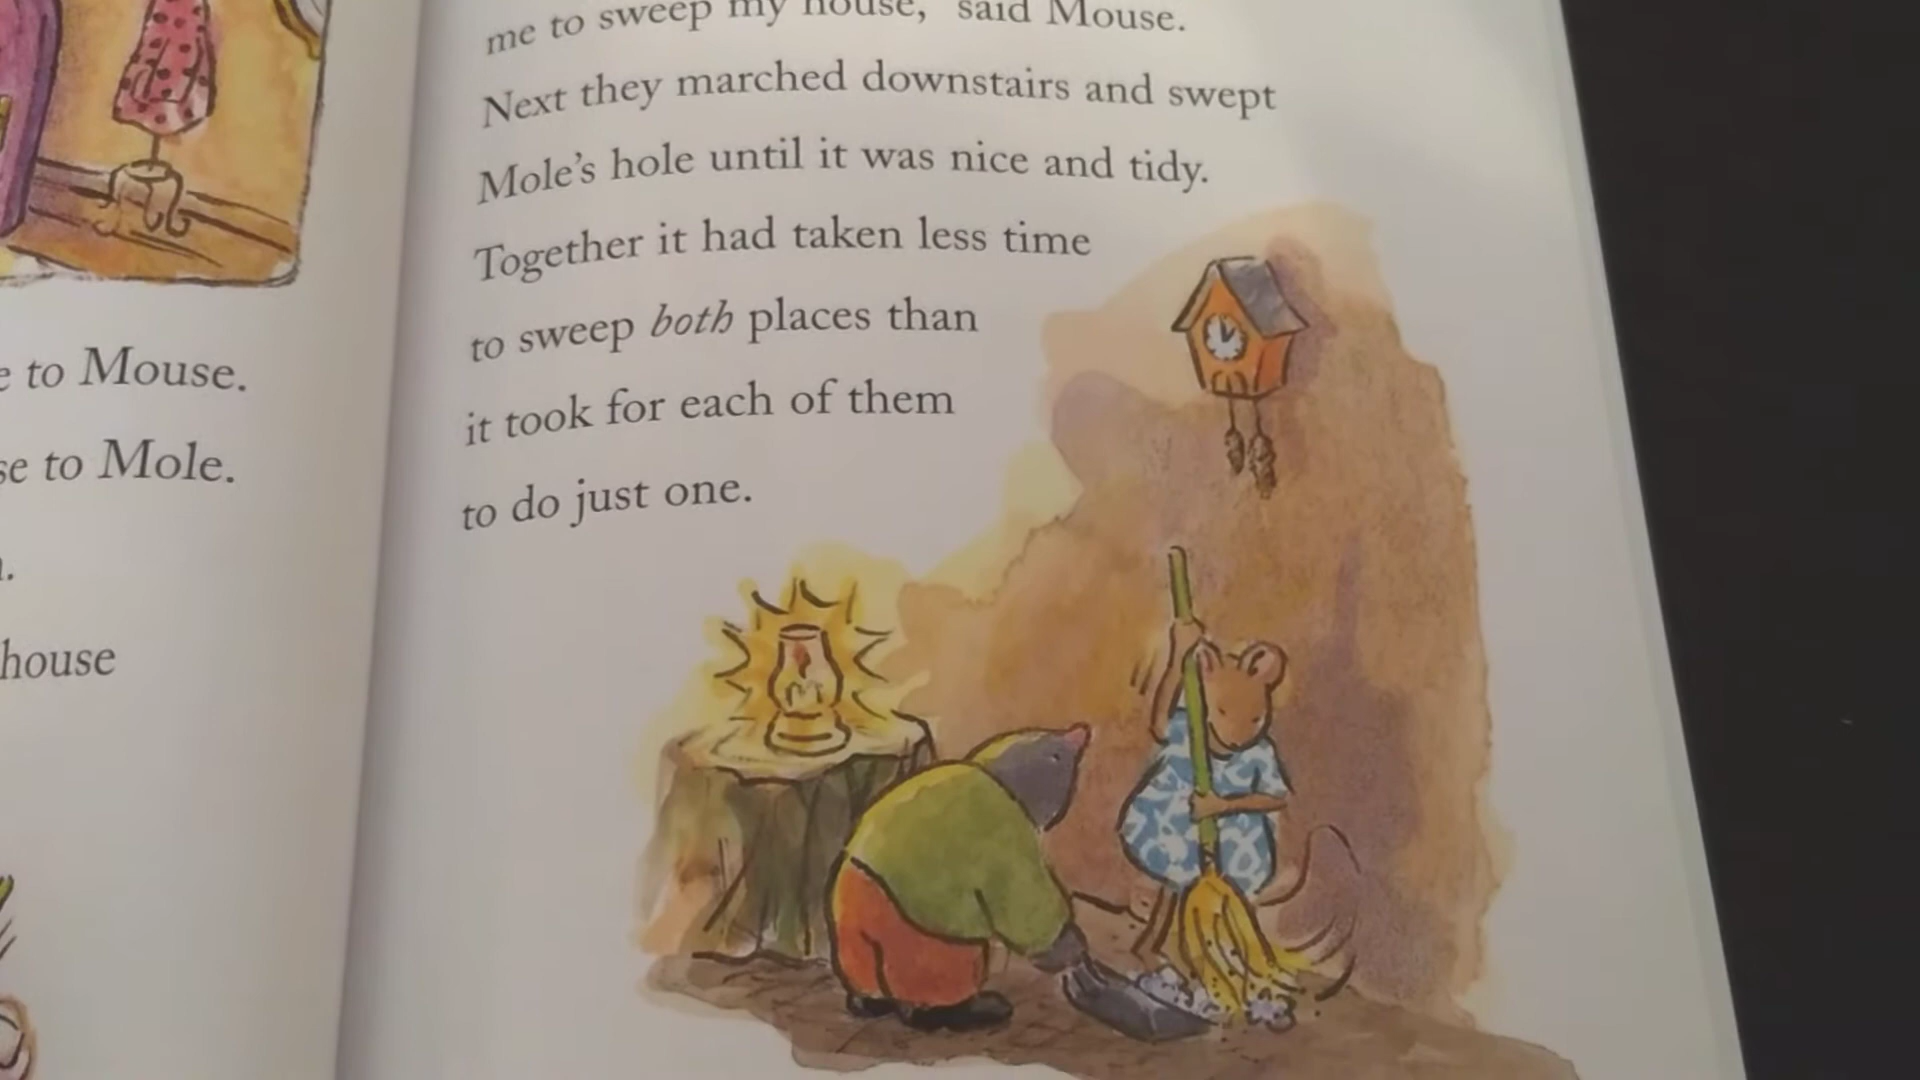 to Mouse.
to Mole.
house
me to sweep my house," said Mouse.
Next they marched downstairs and swept
Mole's hole until it was nice and tidy.
Together it had taken less time
to sweep both places than
it took for each of them
to do just one.